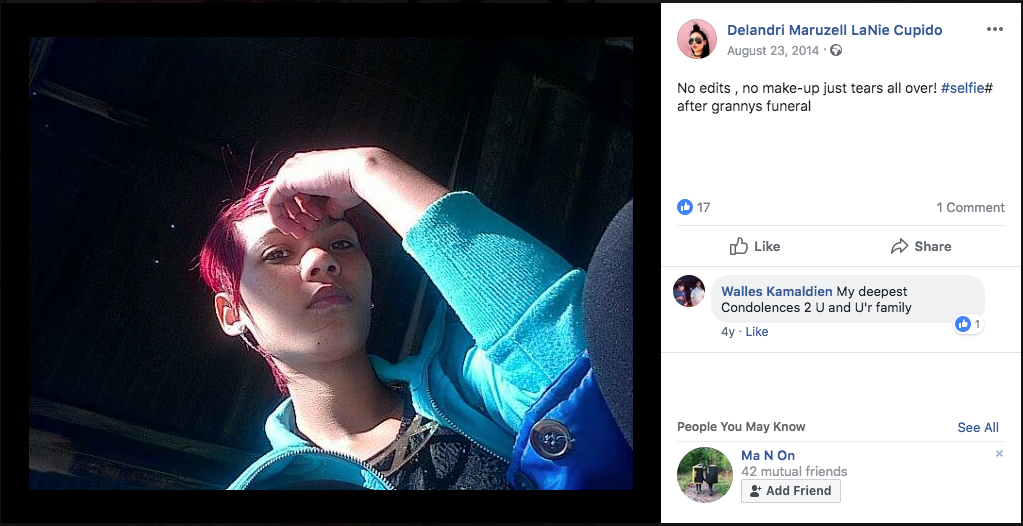 Delandri Maruzell LaNie Cupido
August 23, 2014 ·
No edits , no make-up just tears all over! #selfie#
after grannys funeral
17
1 Comment
Like
Share
Walles Kamaldien My deepest
Condolences 2 U and U'r family
1
4y · Like
People You May Know
See All
Ma N On
42 mutual friends
Add Friend